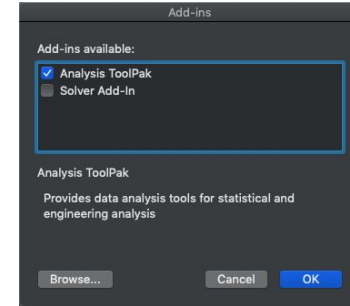 Add-ins
Add-ins available:
Analysis ToolPak
Solver Add-In
Analysis ToolPak
Provides data analysis tools for statistical and
engineering analysis
Browse... Cancel OK